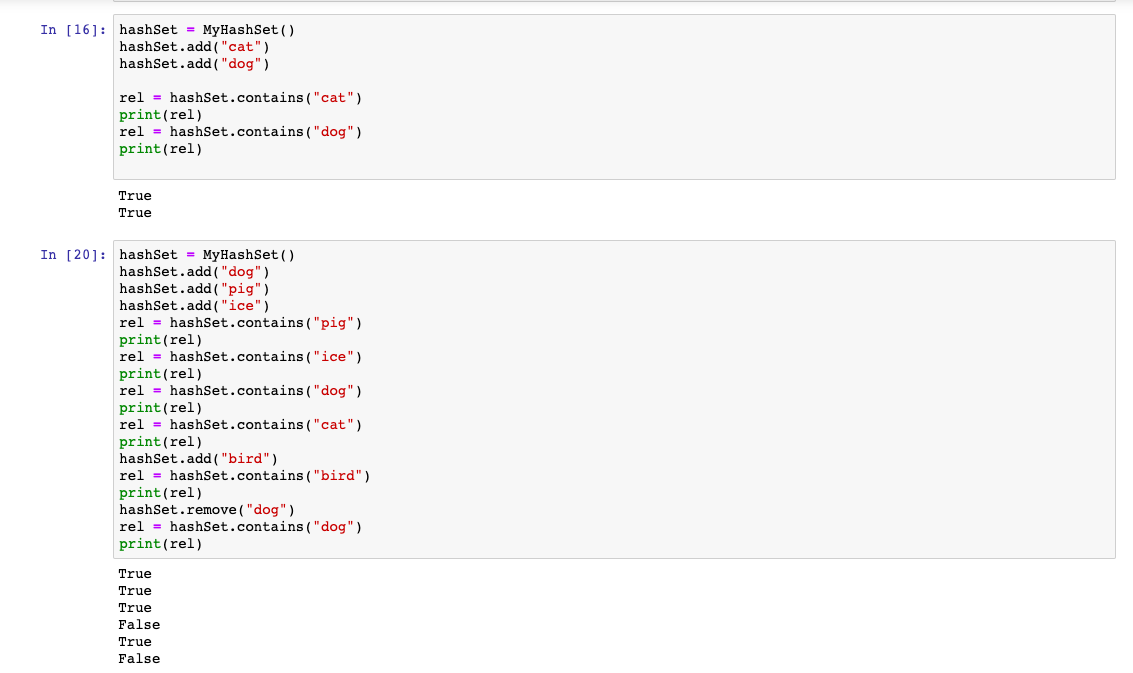 In [16]: hashSet = MyHashSet()
hashSet.add("cat")
hashSet.add("dog")
rel = hashSet.contains("cat")
print(rel)
rel = hashSet.contains("dog")
print(rel)
True
True
In [20]: hashSet = MyHashSet()
hashSet.add("dog")
hashSet.add("pig")
hashSet.add("ice")
rel = hashSet.contains("pig")
print(rel)
rel = hashSet.contains("ice")
print(rel)
rel = hashSet.contains("dog")
print(rel)
rel = hashSet.contains("cat")
print(rel)
hashSet.add("bird")
rel = hashSet.contains("bird")
print(rel)
hashSet.remove("dog")
rel = hashSet.contains("dog")
print(rel)
True
True
True
False
True
False